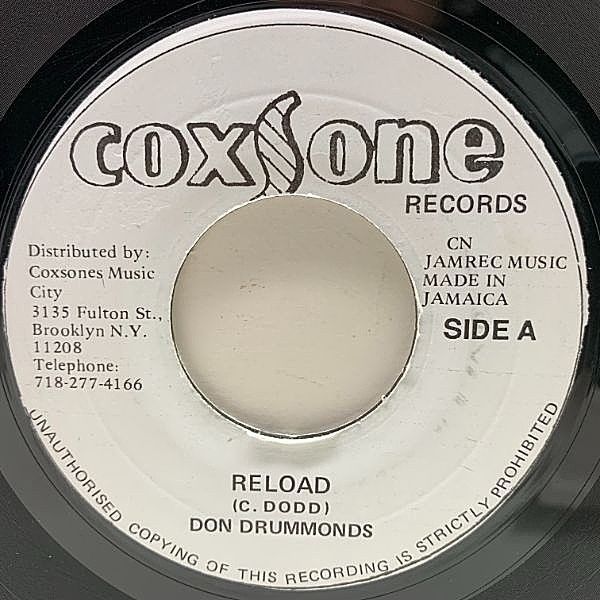 coxsone
RECORDS
Distributed by:
Coxsones Music
City
3135 Fulton St.,
Brooklyn N.Y.
11208
Telephone:
718-277-4166
CN
JAMREC MUSIC
MADE IN
JAMAICA
SIDE A
RELOAD
(C. DODD)
DON DRUMMONDS
UNAUTHORISED COPYING OF THIS RECORDING IS STRICTLY PROHIBITED